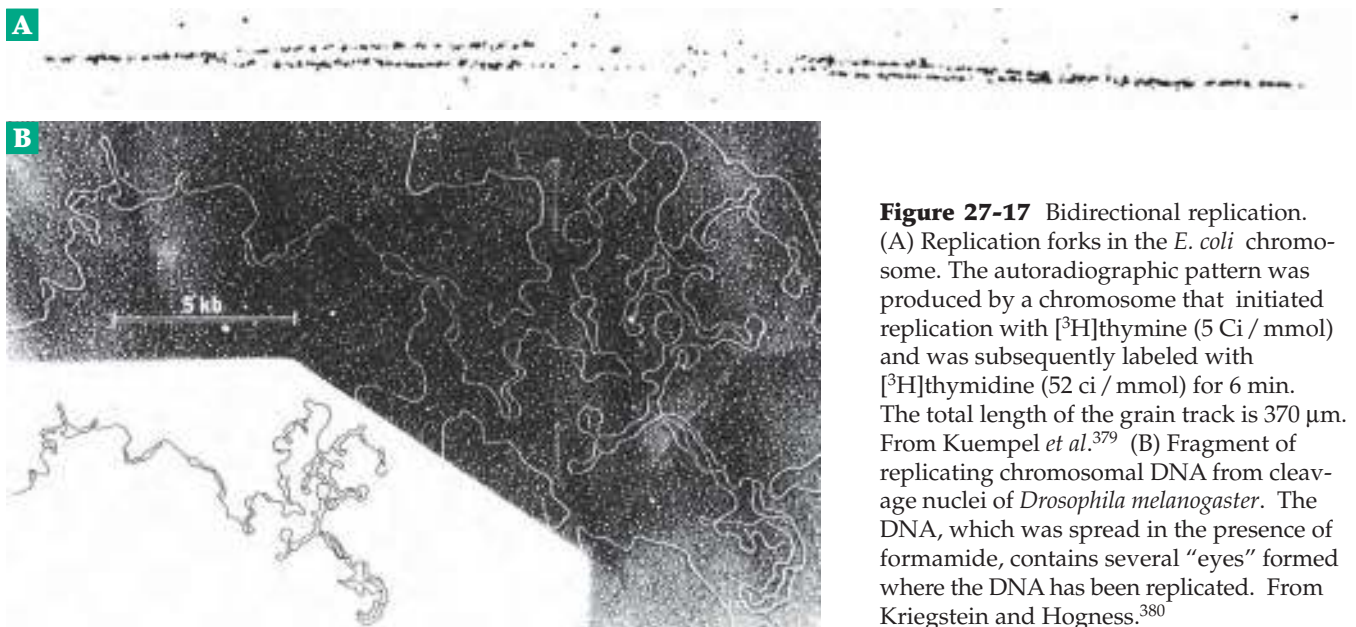 A
B
5 kb
Figure 27-17 Bidirectional replication.
(A) Replication forks in the E. coli chromo-
some. The autoradiographic pattern was
produced by a chromosome that initiated
replication with [³H]thymine (5 Ci / mmol)
and was subsequently labeled with
[³H]thymidine (52 ci / mmol) for 6 min.
The total length of the grain track is 370 µm.
From Kuempel et al.³⁷⁹ (B) Fragment of
replicating chromosomal DNA from cleav-
age nuclei of Drosophila melanogaster. The
DNA, which was spread in the presence of
formamide, contains several “eyes” formed
where the DNA has been replicated. From
Kriegstein and Hogness.³⁸⁰